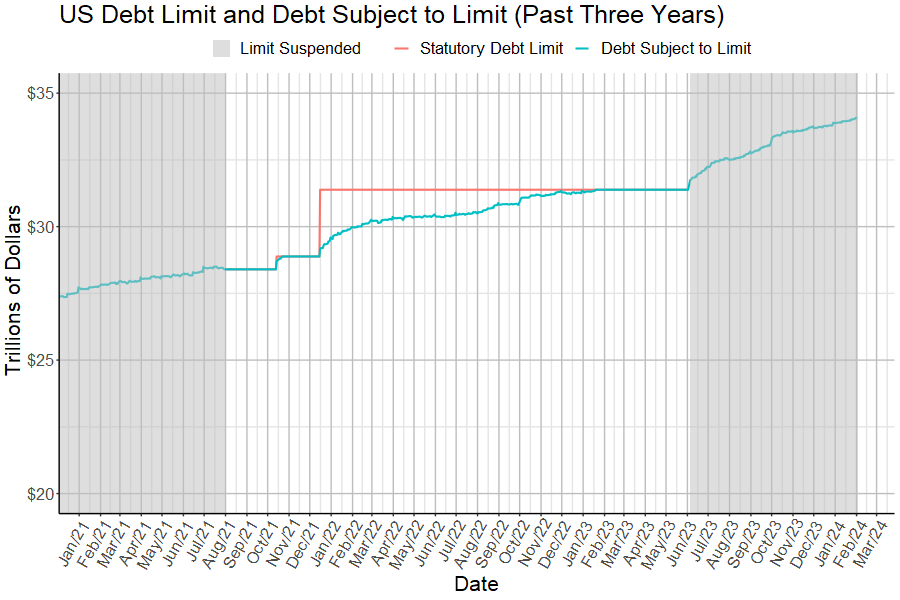 US Debt Limit and Debt Subject to Limit (Past Three Years)
Limit Suspended Statutory Debt Limit Debt Subject to Limit
Trillions of Dollars
$35
$30
$25
$20
Jan/21 Feb/21 Mar/21 Apr/21 May/21 Jun/21 Jul/21 Aug/21 Sep/21 Oct/21 Nov/21 Dec/21 Jan/22 Feb/22 Mar/22 Apr/22 May/22 Jun/22 Jul/22 Aug/22 Sep/22 Oct/22 Nov/22 Dec/22 Jan/23 Feb/23 Mar/23 Apr/23 May/23 Jun/23 Jul/23 Aug/23 Sep/23 Oct/23 Nov/23 Dec/23 Jan/24 Feb/24 Mar/24
Date